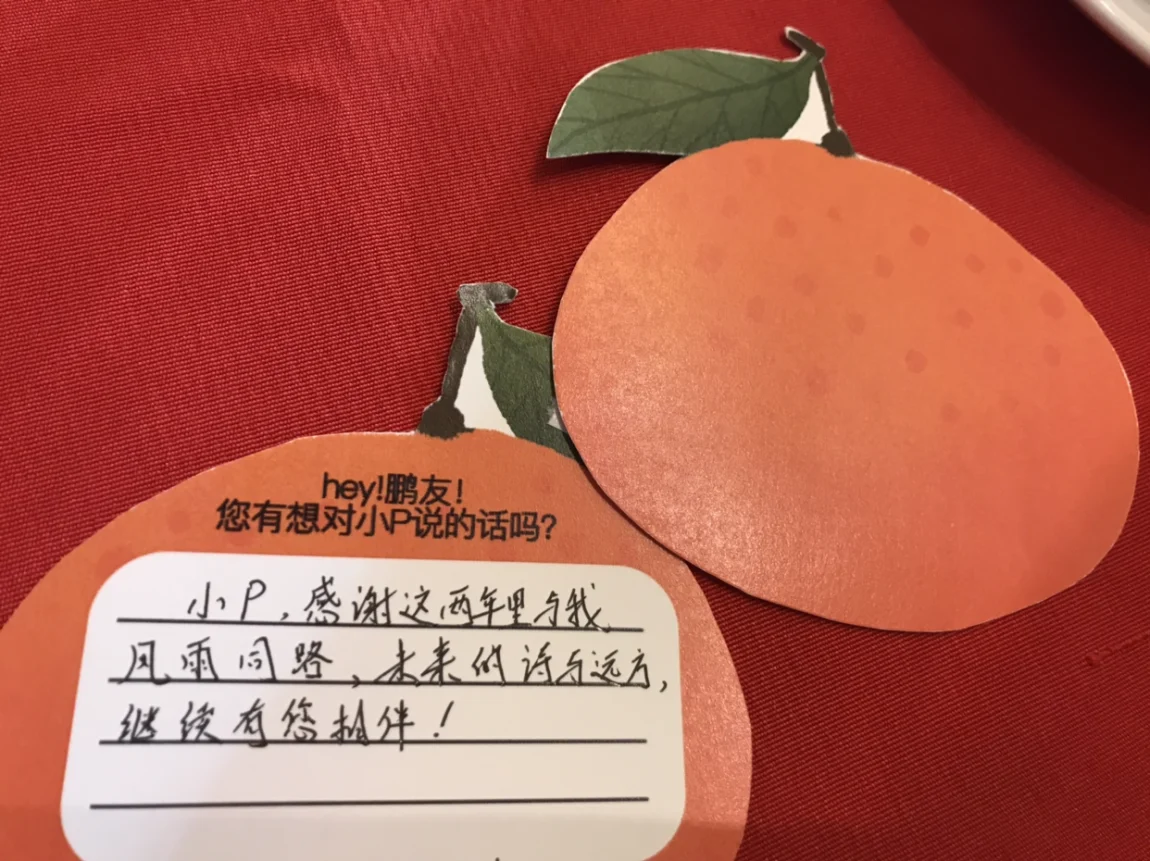 hey!鹏友!
您有想对小P说的话吗?
小P，感谢这两年里与我
风雨同路，未来的诗与远方，
继续有您相伴！